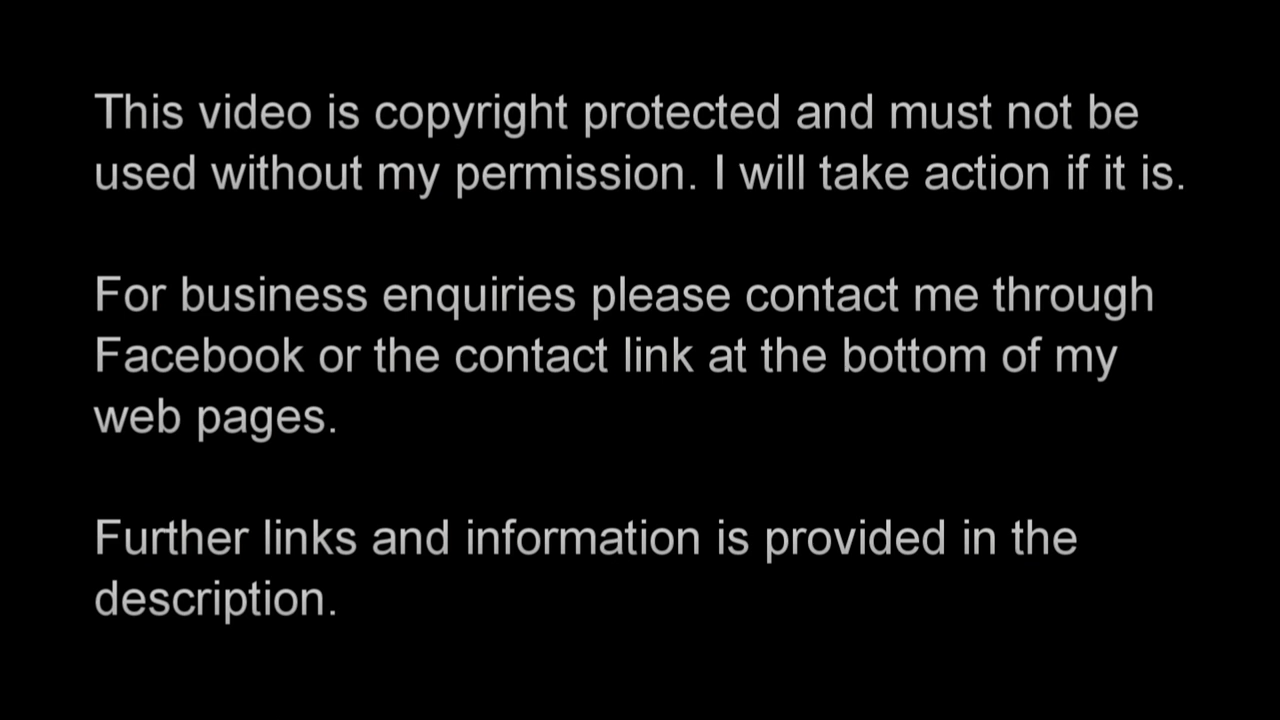 This video is copyright protected and must not be
used without my permission. I will take action if it is.
For business enquiries please contact me through
Facebook or the contact link at the bottom of my
web pages.
Further links and information is provided in the
description.